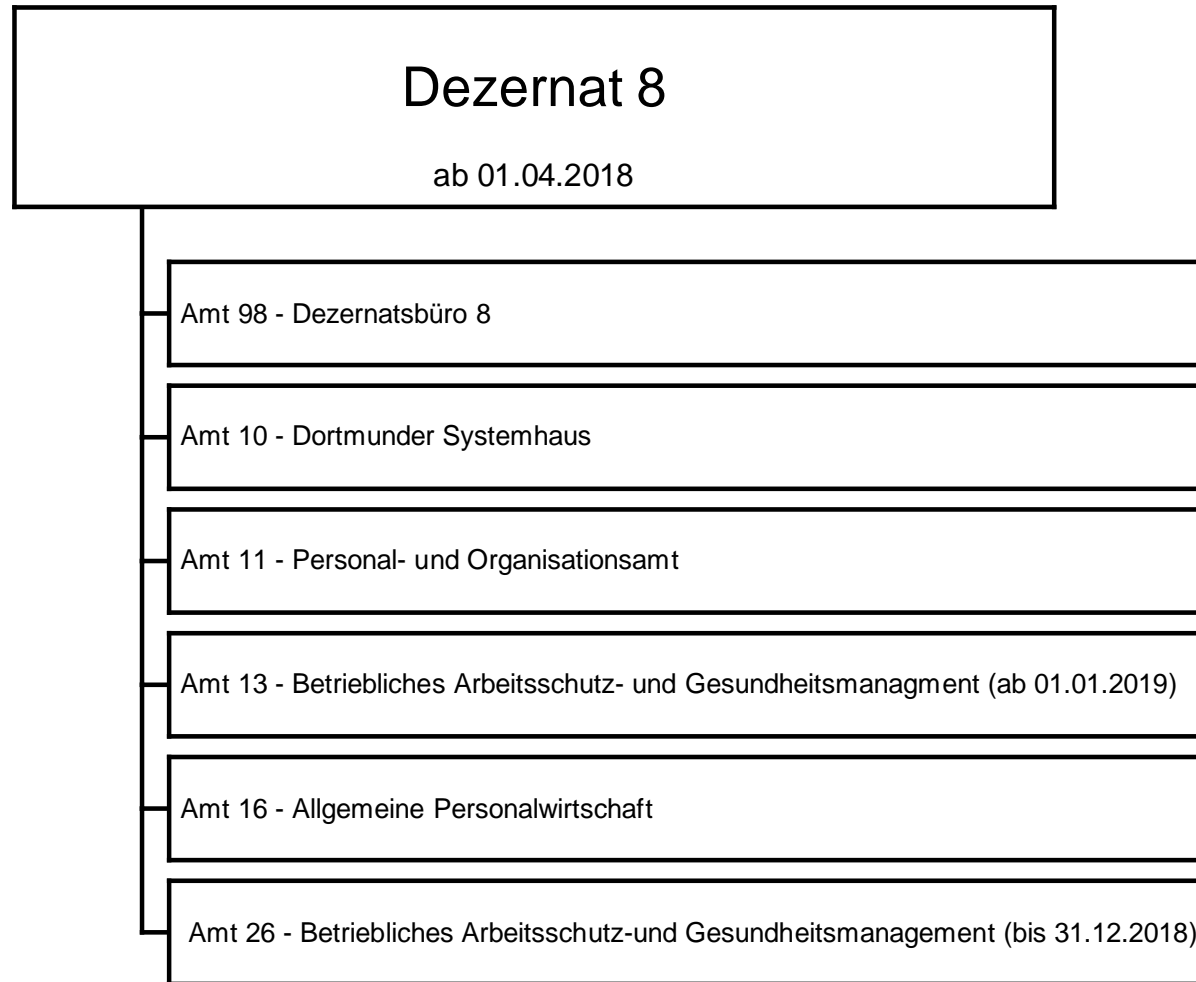 Dezernat 8
ab 01.04.2018
Amt 98 - Dezernatsbüro 8
Amt 10 - Dortmunder Systemhaus
Amt 11 - Personal- und Organisationsamt
Amt 13 - Betriebliches Arbeitsschutz- und Gesundheitsmanagment (ab 01.01.2019)
Amt 16 - Allgemeine Personalwirtschaft
Amt 26 - Betriebliches Arbeitsschutz-und Gesundheitsmanagement (bis 31.12.2018)